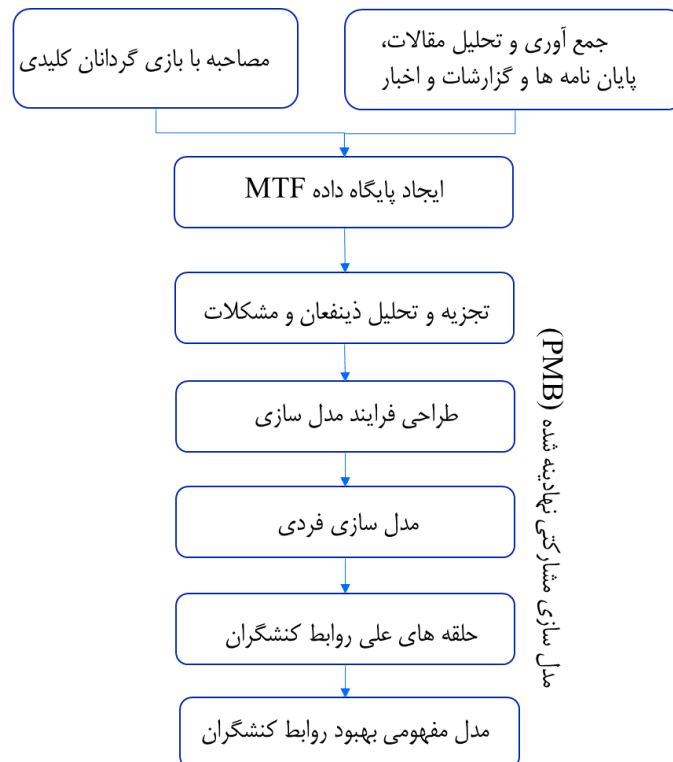 جمع آوری و تحلیل مقالات،
پایان نامه ها و گزارشات و اخبار
مصاحبه با بازی گردانان کلیدی
ایجاد پایگاه داده MTF
تجزیه و تحلیل ذینفعان و مشکلات
طراحی فرایند مدل سازی
مدل سازی فردی
حلقه های علی روابط کنشگران
مدل مفهومی بهبود روابط کنشگران
مدل سازی مشارکتی نهادینه شده (PMB)